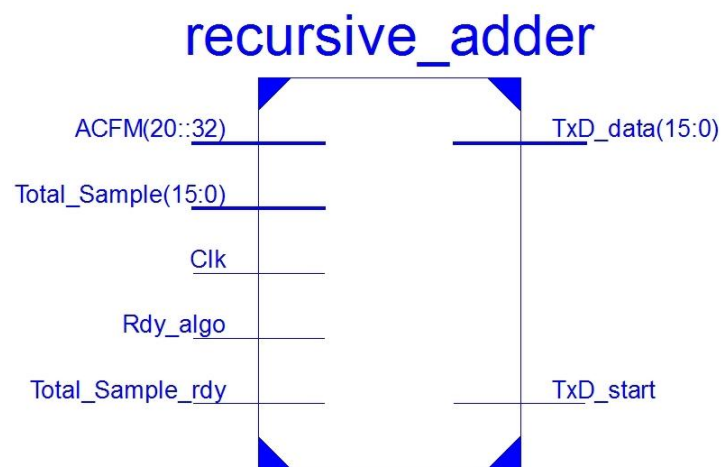 recursive_adder
ACFM(20::32)
TxD_data(15:0)
Total_Sample(15:0)
Clk
Rdy_algo
Total_Sample_rdy
TxD_start